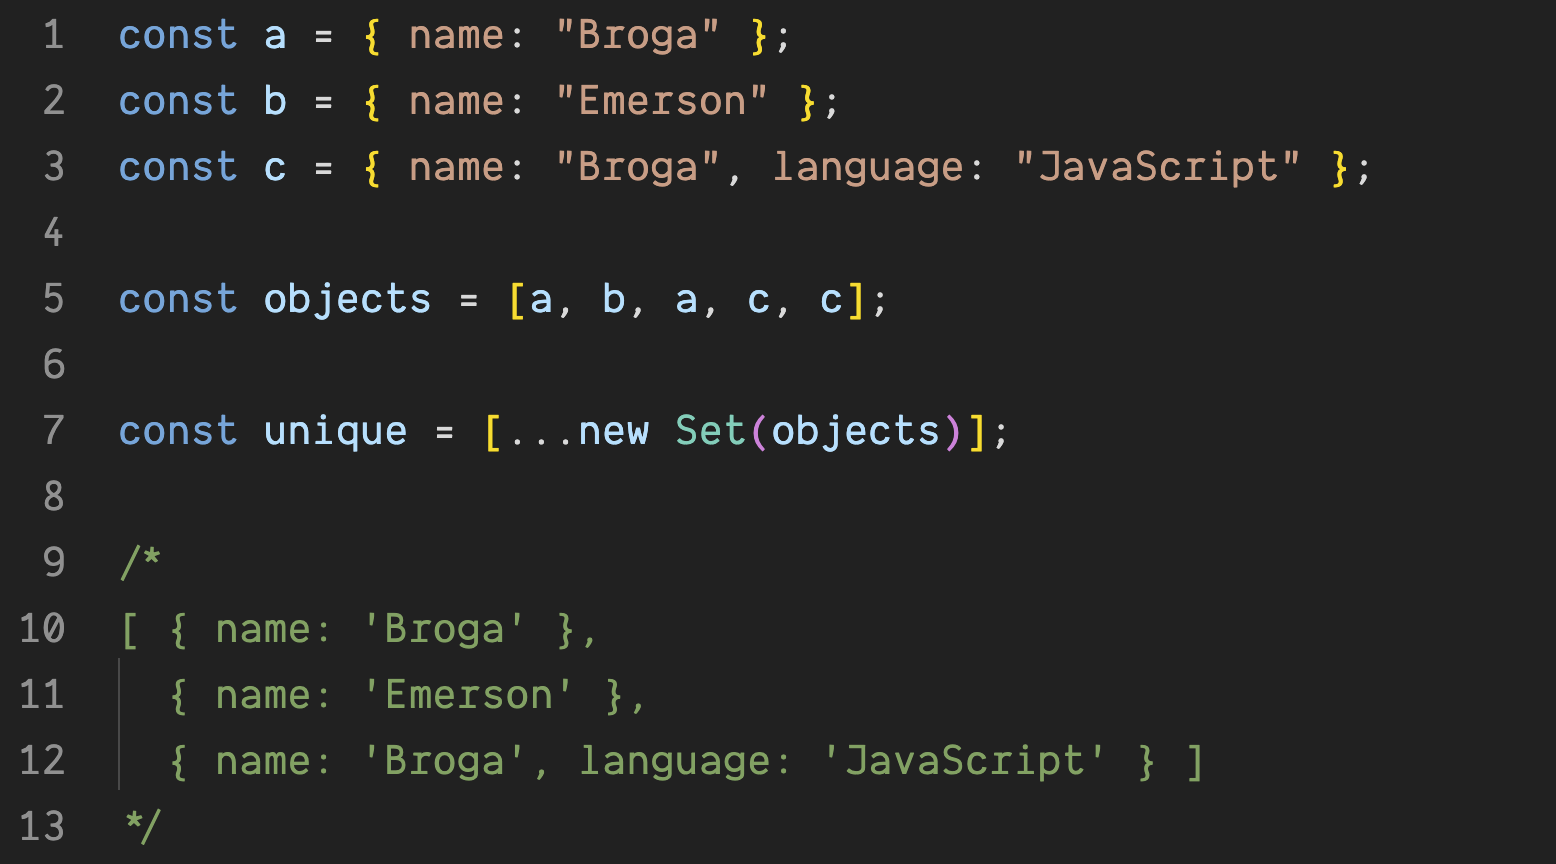 1 const a = { name: "Broga" };
2 const b = { name: "Emerson" };
3 const c = { name: "Broga", language: "JavaScript" };
4
5 const objects = [a, b, a, c, c];
6
7 const unique = [...new Set(objects)];
8
9 /*
10 [ { name: 'Broga' },
11   { name: 'Emerson' },
12   { name: 'Broga', language: 'JavaScript' } ]
13 */